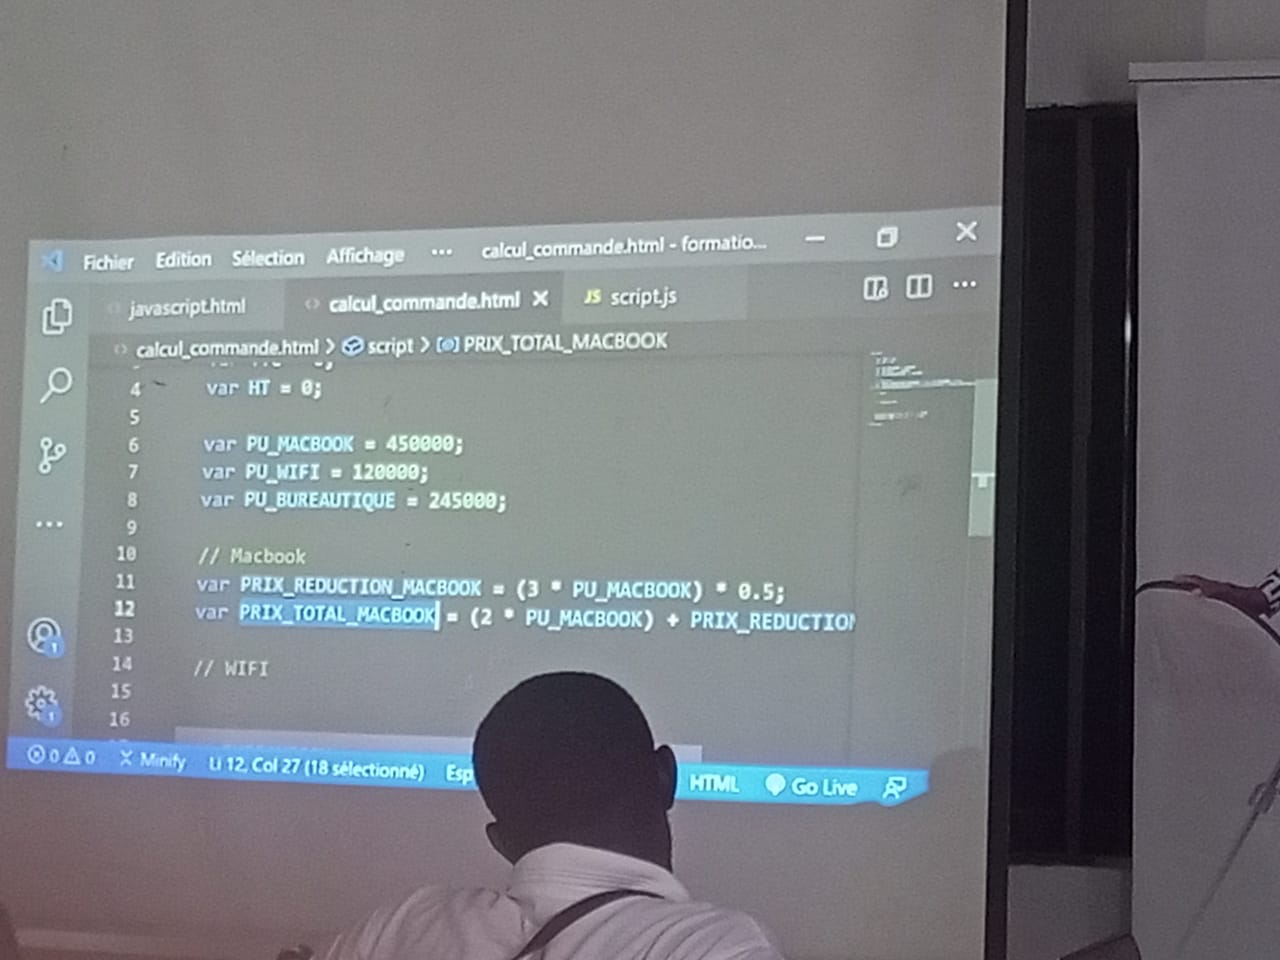 Fichier Edition Sélection Affichage ··· calcul_commande.html - formatio...
javascript.html calcul_commande.html JS script.js
calcul_commande.html > script > PRIX_TOTAL_MACBOOK
4 var HT = 0;
5
6 var PU_MACBOOK = 450000;
7 var PU_WIFI = 120000;
8 var PU_BUREAUTIQUE = 245000;
9
10 // Macbook
11 var PRIX_REDUCTION_MACBOOK = (3 * PU_MACBOOK) * 0.5;
12 var PRIX_TOTAL_MACBOOK = (2 * PU_MACBOOK) + PRIX_REDUCTION
13
14 // WIFI
15
16
1
1
0 0 Minify Li 12, Col 27 (18 sélectionné) Esp HTML Go Live